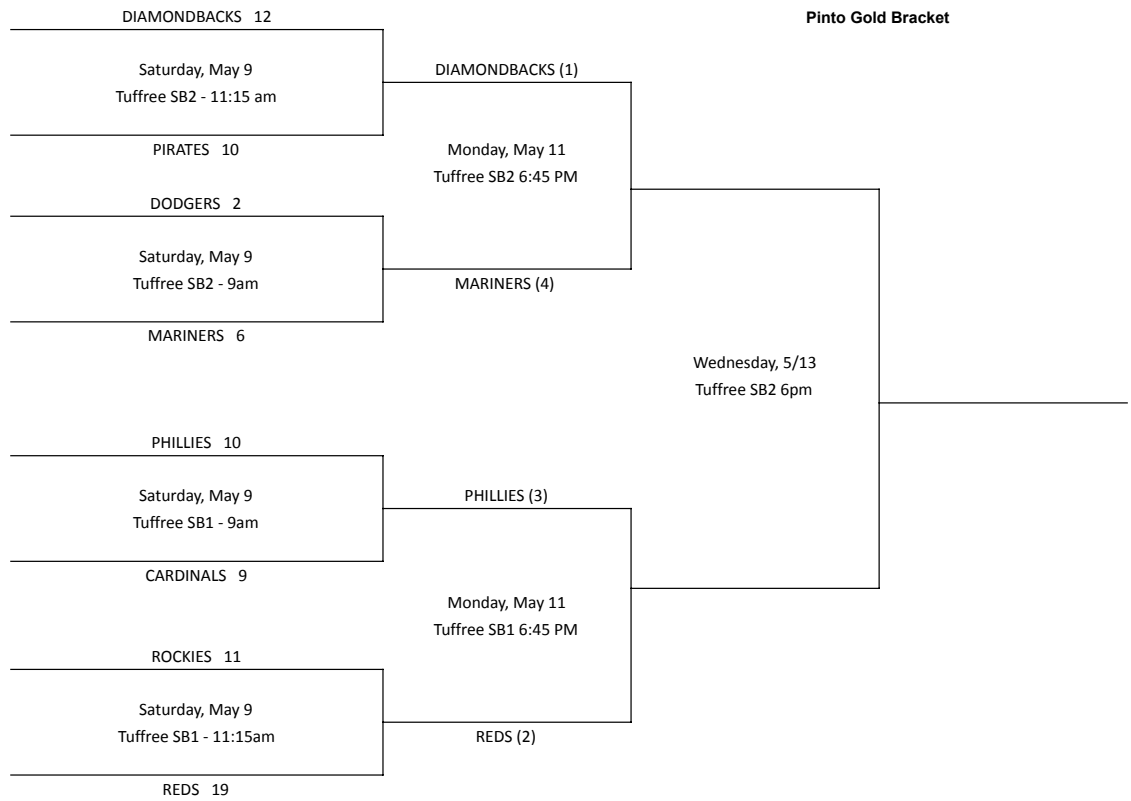 Pinto Gold Bracket
DIAMONDBACKS 12
Saturday, May 9
Tuffree SB2 - 11:15 am
PIRATES 10
DODGERS 2
Saturday, May 9
Tuffree SB2 - 9am
MARINERS 6
PHILLIES 10
Saturday, May 9
Tuffree SB1 - 9am
CARDINALS 9
ROCKIES 11
Saturday, May 9
Tuffree SB1 - 11:15am
REDS 19
DIAMONDBACKS (1)
Monday, May 11
Tuffree SB2 6:45 PM
MARINERS (4)
PHILLIES (3)
Monday, May 11
Tuffree SB1 6:45 PM
REDS (2)
Wednesday, 5/13
Tuffree SB2 6pm